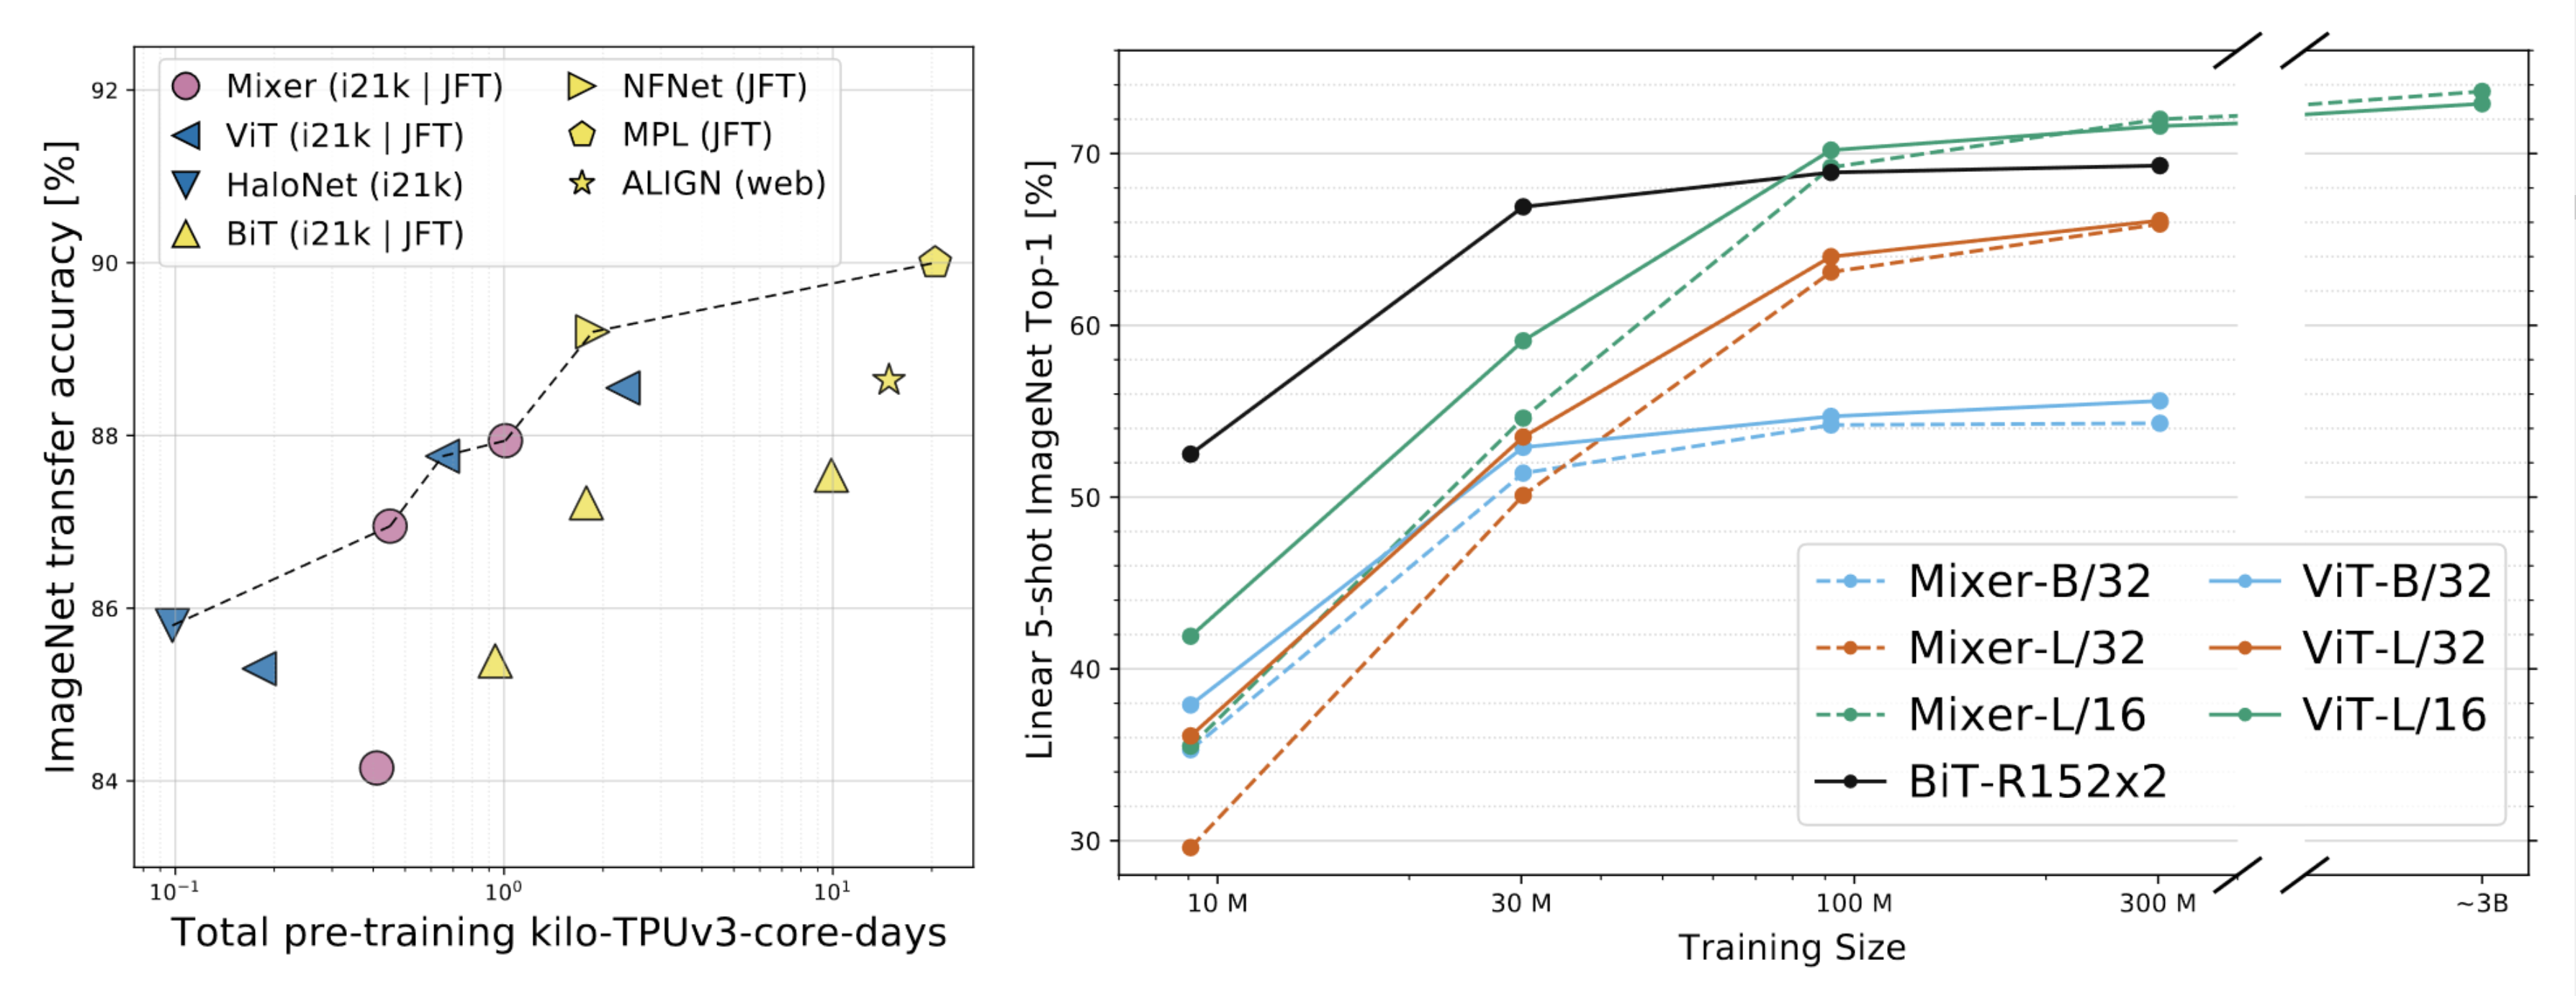 ImageNet transfer accuracy [%]
92
90
88
86
84
Mixer (i21k | JFT)
ViT (i21k | JFT)
HaloNet (i21k)
BiT (i21k | JFT)
NFNet (JFT)
MPL (JFT)
ALIGN (web)
10⁻¹
10⁰
10¹
Total pre-training kilo-TPUv3-core-days
Linear 5-shot ImageNet Top-1 [%]
70
60
50
40
30
Mixer-B/32
Mixer-L/32
Mixer-L/16
BiT-R152x2
ViT-B/32
ViT-L/32
ViT-L/16
10 M
30 M
100 M
300 M
~3B
Training Size